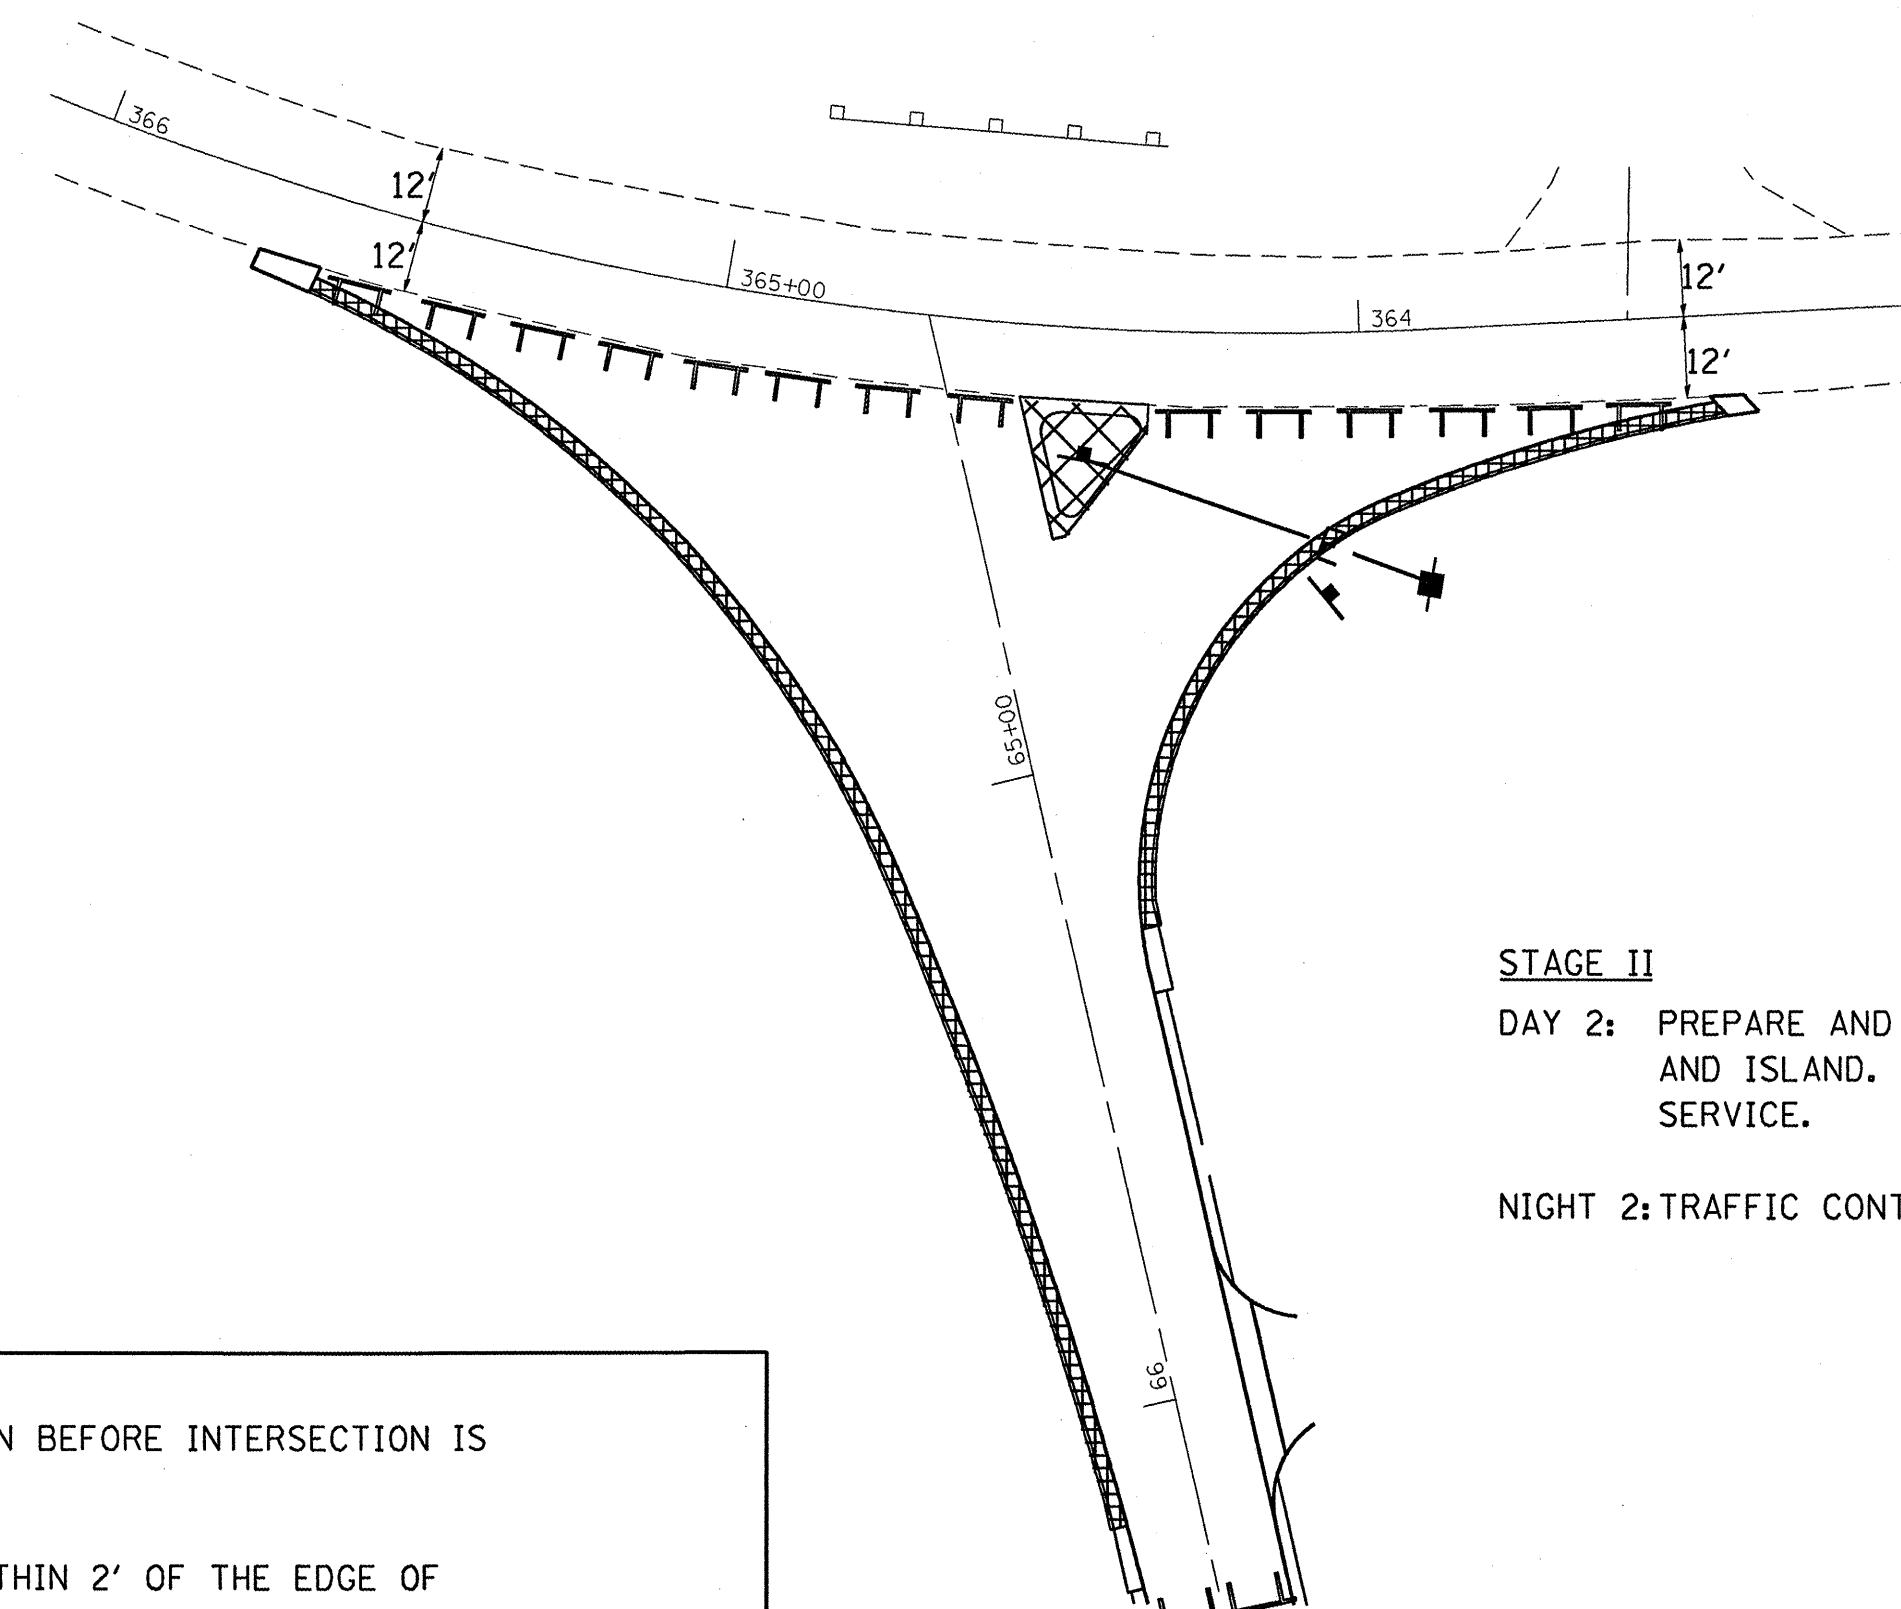 366
12'
12'
365+00
364
12'
12'
65+00
66
STAGE II
DAY 2: PREPARE AND
AND ISLAND.
SERVICE.
NIGHT 2: TRAFFIC CONT
N BEFORE INTERSECTION IS
THIN 2' OF THE EDGE OF